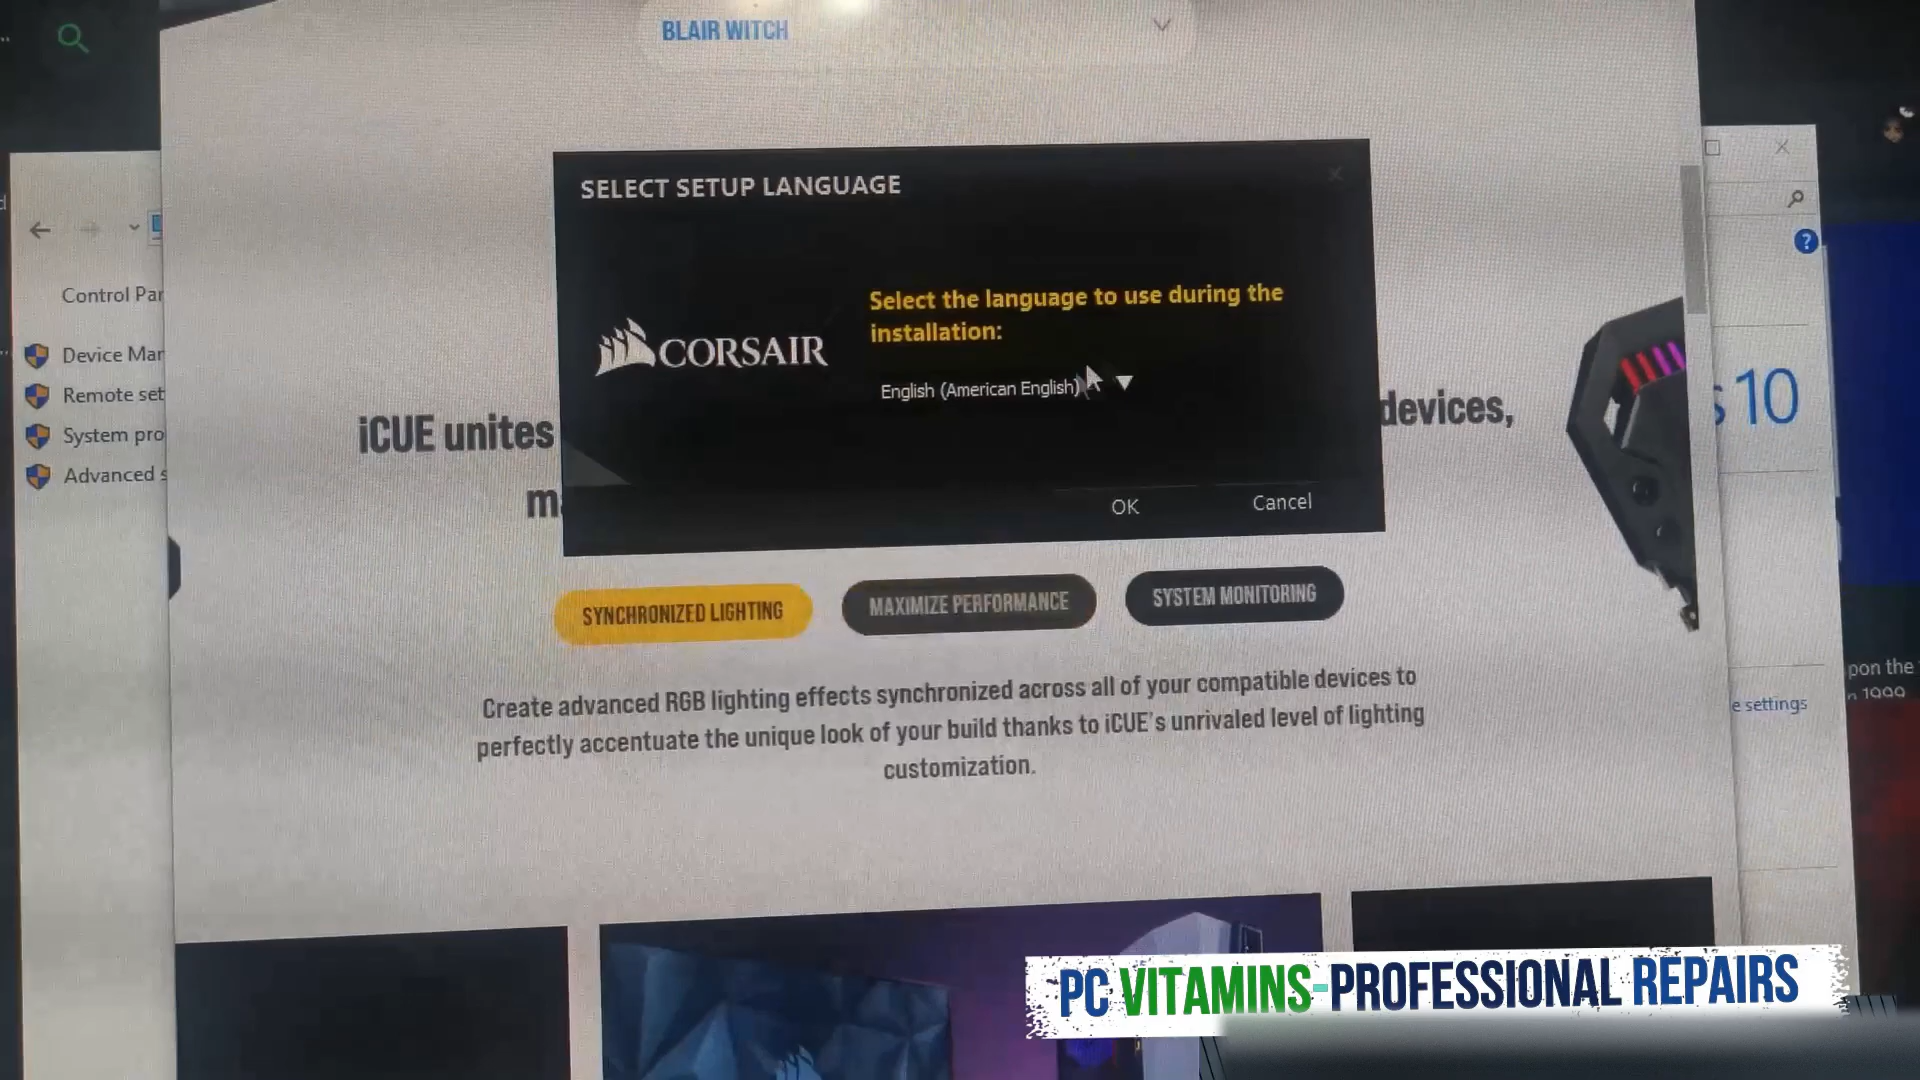 BLAIR WITCH
SELECT SETUP LANGUAGE
Select the language to use during the
installation:
CORSAIR
English (American English)
OK
Cancel
Control Par
Device Mar
Remote set
System pro
Advanced s
iCUE unites
devices,
m
s 10
SYNCHRONIZED LIGHTING
MAXIMIZE PERFORMANCE
SYSTEM MONITORING
Create advanced RGB lighting effects synchronized across all of your compatible devices to
perfectly accentuate the unique look of your build thanks to iCUE's unrivaled level of lighting
customization.
pon the
n 1999
e settings
PC VITAMINS-PROFESSIONAL REPAIRS